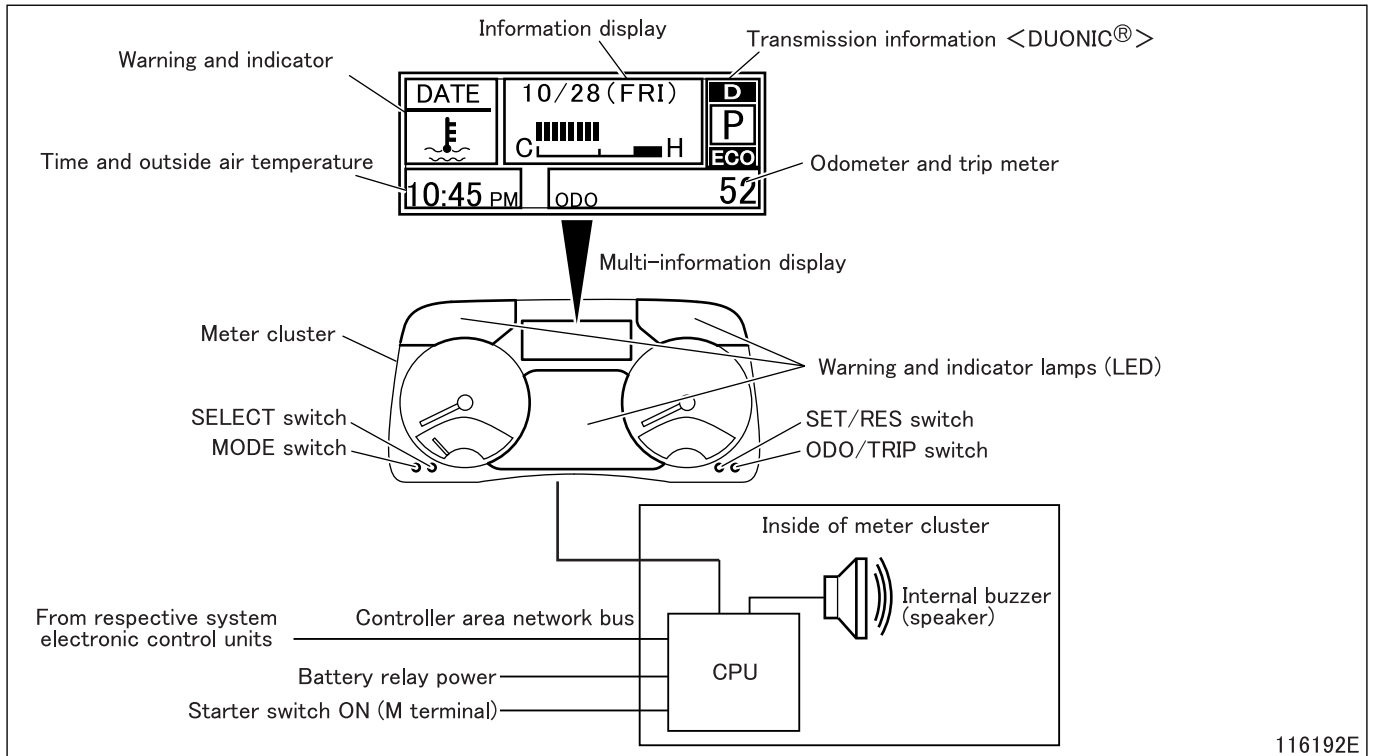 Information display
Transmission information <DUONIC®>
Warning and indicator
DATE
10/28(FRI)
D
P
C
H
ECO
Time and outside air temperature
Odometer and trip meter
10:45 PM
ODO
52
Multi-information display
Meter cluster
Warning and indicator lamps (LED)
SELECT switch
SET/RES switch
MODE switch
ODO/TRIP switch
Inside of meter cluster
Internal buzzer
(speaker)
From respective system
electronic control units
Controller area network bus
CPU
Battery relay power
Starter switch ON (M terminal)
116192E